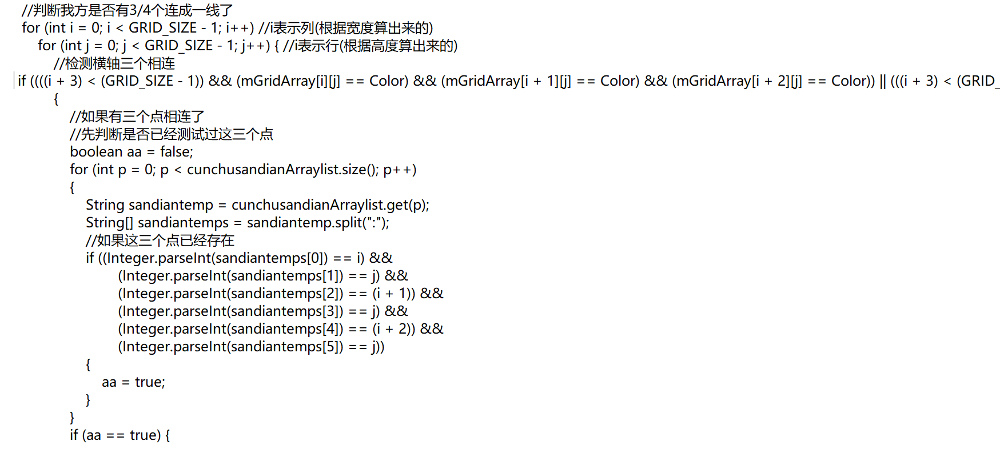 //判断我方是否有3/4个连成一线了
for (int i = 0; i < GRID_SIZE - 1; i++) //i表示列(根据宽度算出来的)
for (int j = 0; j < GRID_SIZE - 1; j++) { //i表示行(根据高度算出来的)
//检测横轴三个相连
if ((((i + 3) < (GRID_SIZE - 1)) && (mGridArray[i][j] == Color) && (mGridArray[i + 1][j] == Color) && (mGridArray[i + 2][j] == Color)) || (((i + 3) < (GRID_
{
//如果有三个点相连了
//先判断是否已经测试过这三个点
boolean aa = false;
for (int p = 0; p < cunchusandianArraylist.size(); p++)
{
String sandiantemp = cunchusandianArraylist.get(p);
String[] sandiantemps = sandiantemp.split(":");
//如果这三个点已经存在
if ((Integer.parseInt(sandiantemps[0]) == i) &&
(Integer.parseInt(sandiantemps[1]) == j) &&
(Integer.parseInt(sandiantemps[2]) == (i + 1)) &&
(Integer.parseInt(sandiantemps[3]) == j) &&
(Integer.parseInt(sandiantemps[4]) == (i + 2)) &&
(Integer.parseInt(sandiantemps[5]) == j))
{
aa = true;
}
}
if (aa == true) {